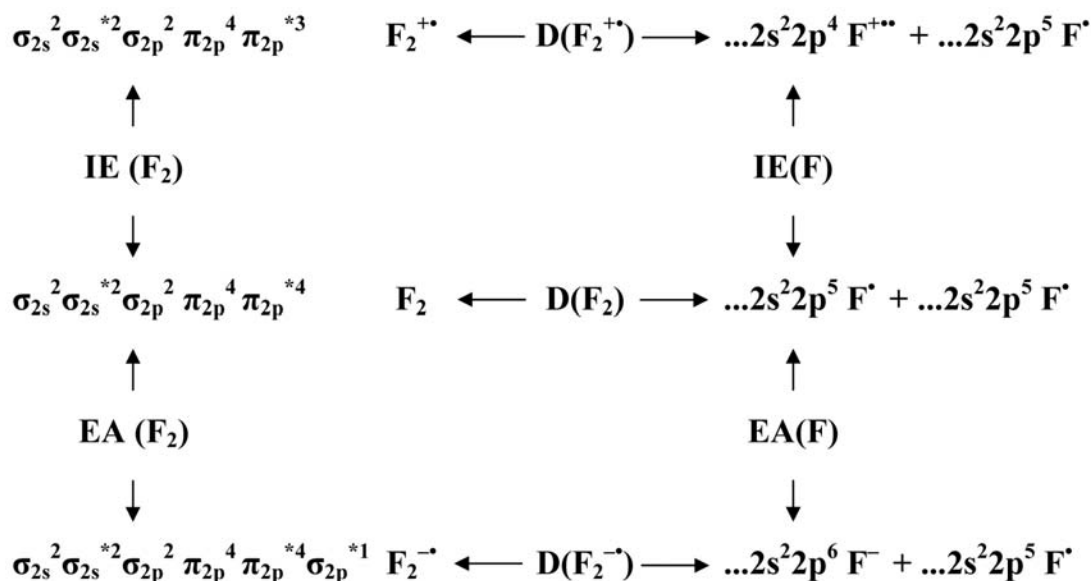 σ₂ₛ²σ₂ₛ*²σ₂ₚ² π₂ₚ⁴ π₂ₚ*³ F₂⁺• ← D(F₂⁺•) → ...2s²2p⁴ F⁺•• + ...2s²2p⁵ F•
IE (F₂) IE(F)
σ₂ₛ²σ₂ₛ*²σ₂ₚ² π₂ₚ⁴ π₂ₚ*⁴ F₂ ← D(F₂) → ...2s²2p⁵ F• + ...2s²2p⁵ F•
EA (F₂) EA(F)
σ₂ₛ²σ₂ₛ*²σ₂ₚ² π₂ₚ⁴ π₂ₚ*⁴σ₂ₚ*¹ F₂⁻• ← D(F₂⁻•) → ...2s²2p⁶ F⁻ + ...2s²2p⁵ F•